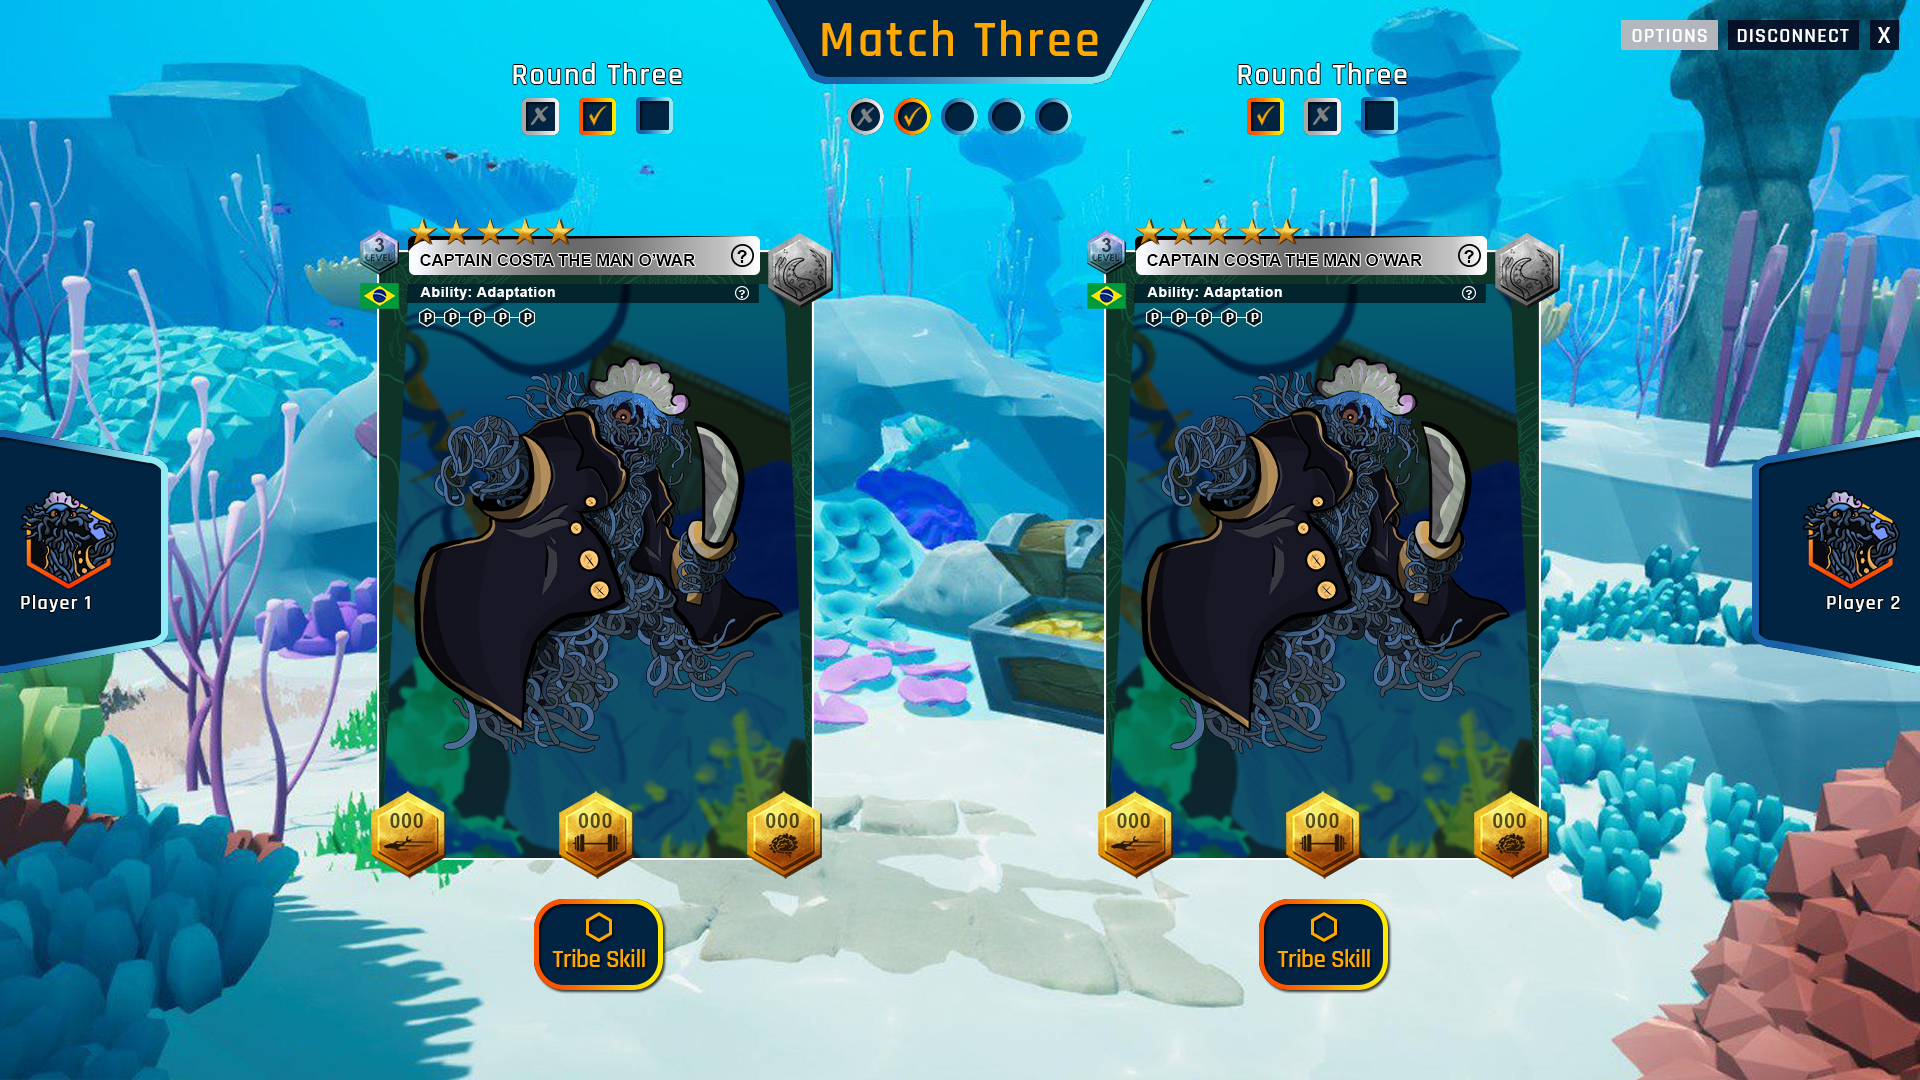 Match Three
OPTIONS DISCONNECT X
Round Three
Round Three
3
LEVEL
CAPTAIN COSTA THE MAN O'WAR ?
Ability: Adaptation ?
P P P P P
000 000 000
Tribe Skill
3
LEVEL
CAPTAIN COSTA THE MAN O'WAR ?
Ability: Adaptation ?
P P P P P
000 000 000
Tribe Skill
Player 1
Player 2